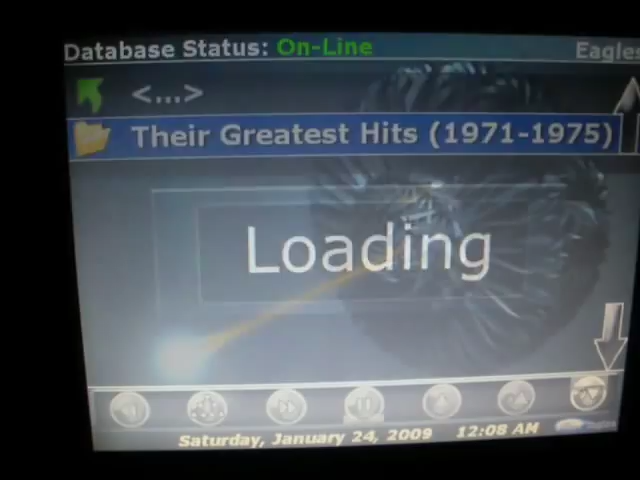 Database Status: On-Line Eagles
<...>
Their Greatest Hits (1971-1975)
Loading
Saturday, January 24, 2009 12:08 AM